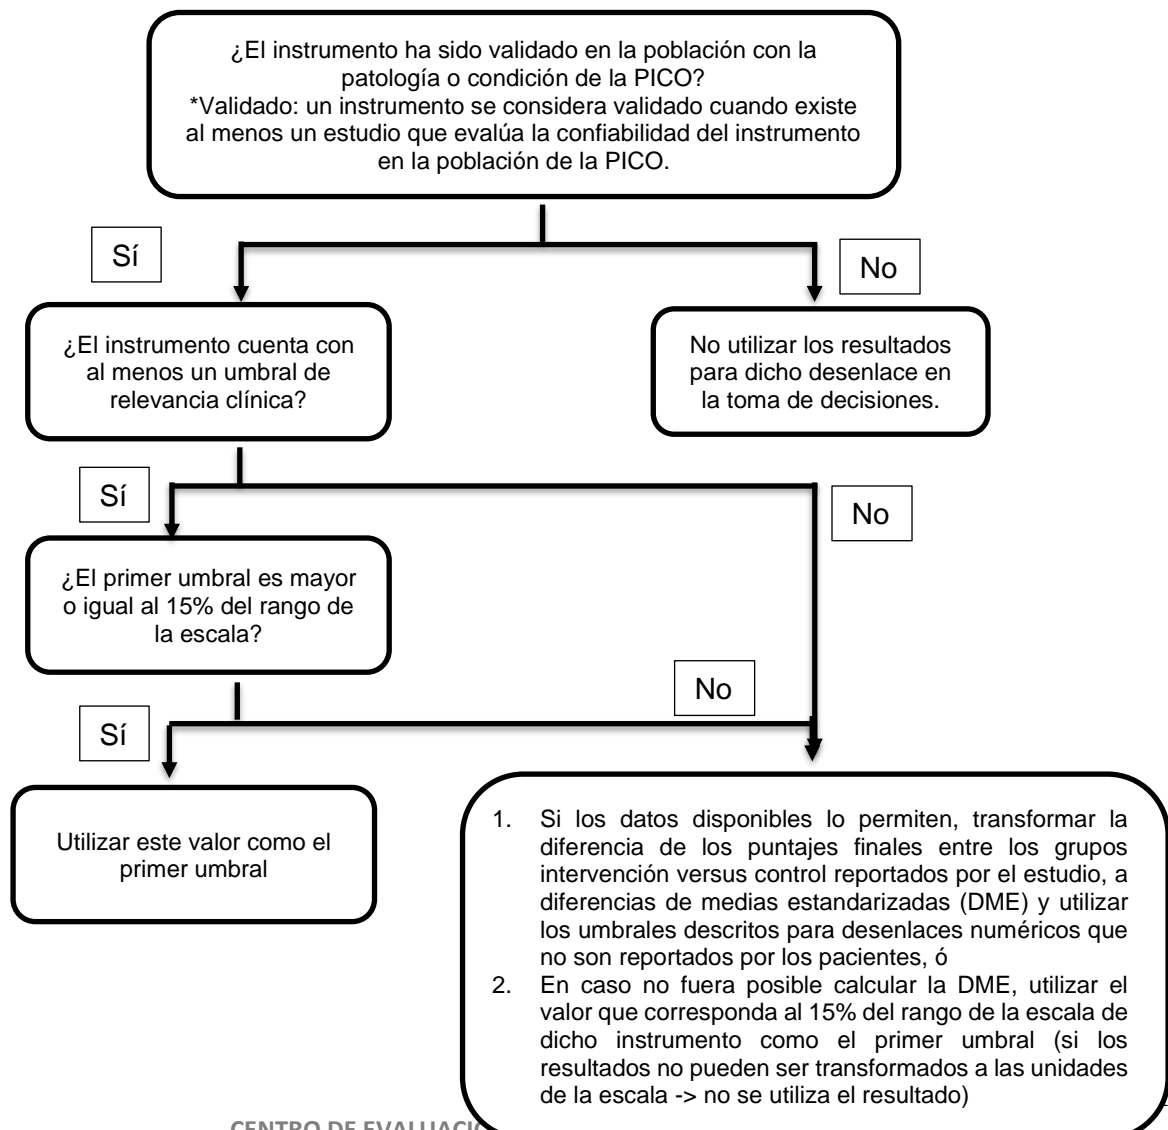 ¿El instrumento ha sido validado en la población con la
patología o condición de la PICO?
*Validado: un instrumento se considera validado cuando existe
al menos un estudio que evalúa la confiabilidad del instrumento
en la población de la PICO.
Sí
No
¿El instrumento cuenta con
al menos un umbral de
relevancia clínica?
No utilizar los resultados
para dicho desenlace en
la toma de decisiones.
Sí
No
¿El primer umbral es mayor
o igual al 15% del rango de
la escala?
No
Sí
Utilizar este valor como el
primer umbral
1. Si los datos disponibles lo permiten, transformar la
diferencia de los puntajes finales entre los grupos
intervención versus control reportados por el estudio, a
diferencias de medias estandarizadas (DME) y utilizar
los umbrales descritos para desenlaces numéricos que
no son reportados por los pacientes, ó
2. En caso no fuera posible calcular la DME, utilizar el
valor que corresponda al 15% del rango de la escala de
dicho instrumento como el primer umbral (si los
resultados no pueden ser transformados a las unidades
de la escala -> no se utiliza el resultado)
CENTRO DE